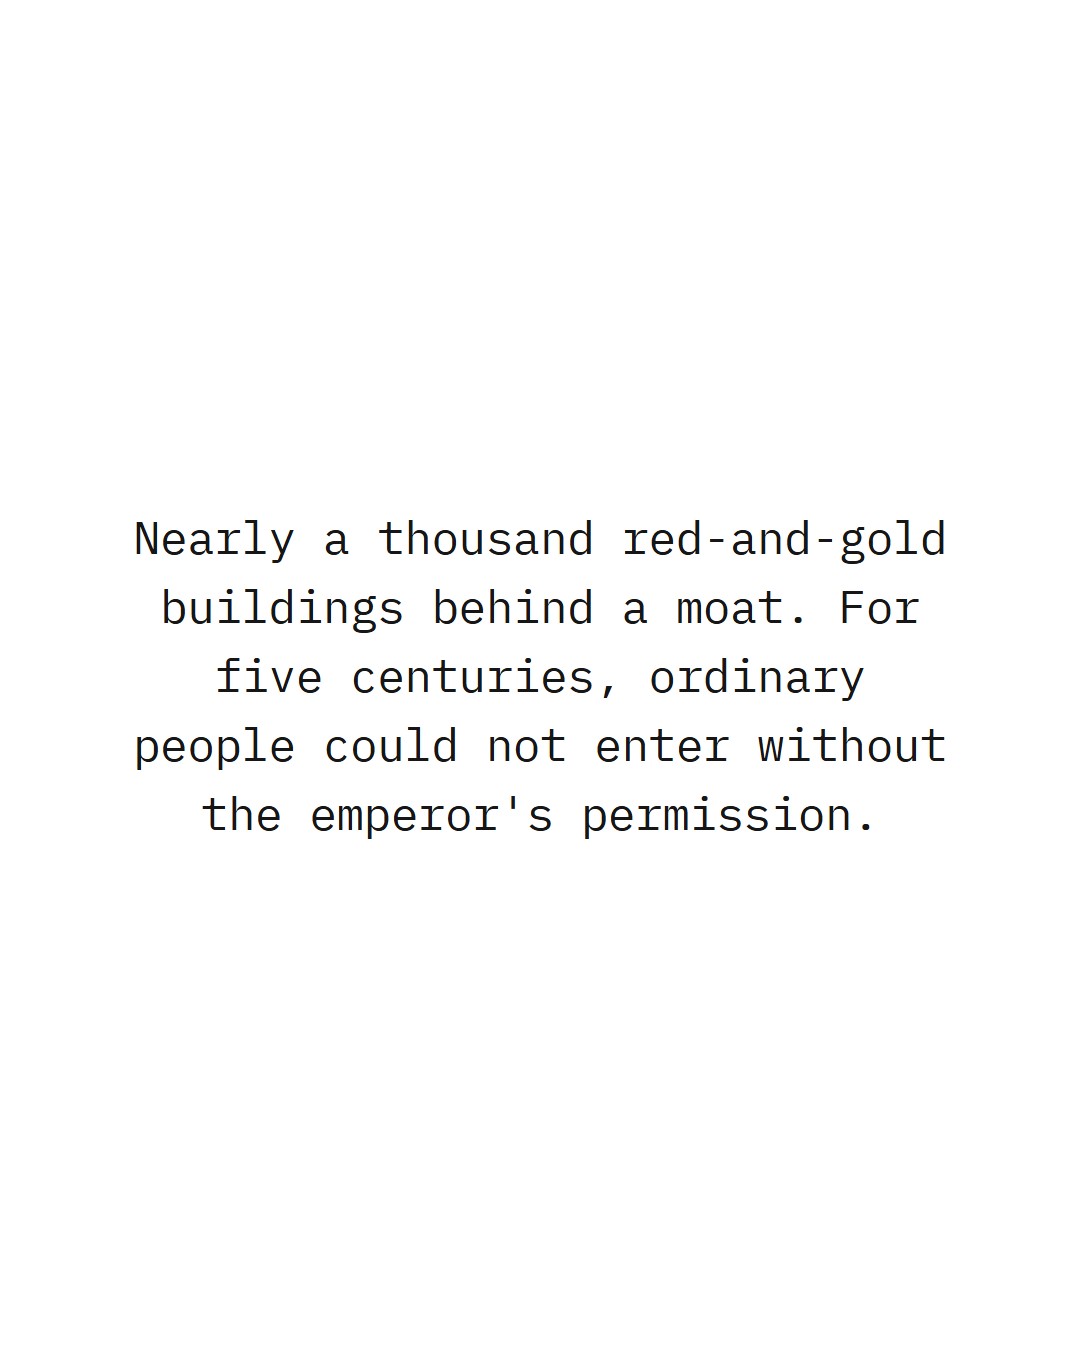 Nearly a thousand red-and-gold
buildings behind a moat. For
five centuries, ordinary
people could not enter without
the emperor's permission.